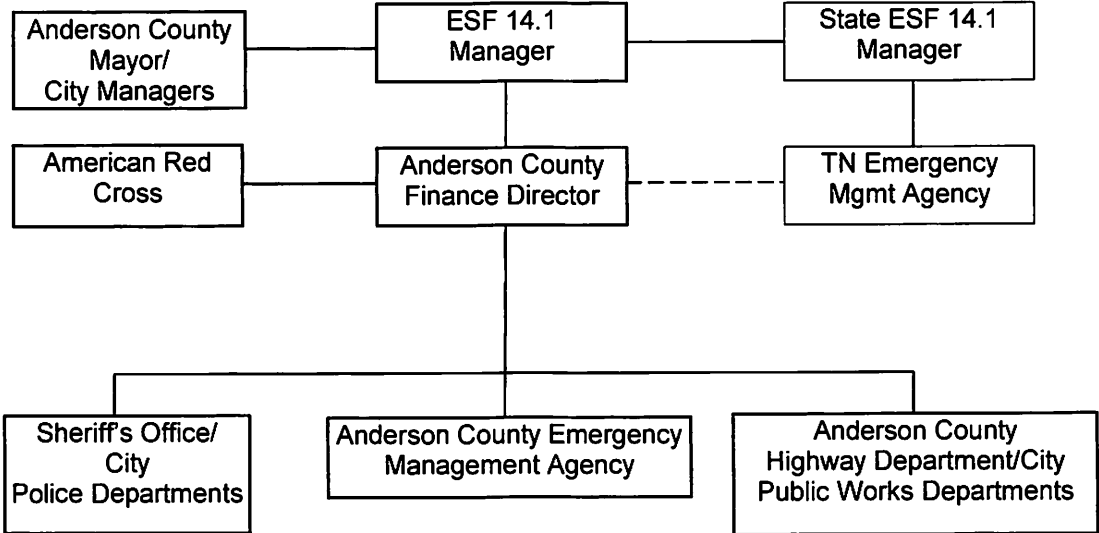 Anderson County
Mayor/
City Managers
ESF 14.1
Manager
State ESF 14.1
Manager
American Red
Cross
Anderson County
Finance Director
TN Emergency
Mgmt Agency
Sheriff's Office/
City
Police Departments
Anderson County Emergency
Management Agency
Anderson County
Highway Department/City
Public Works Departments